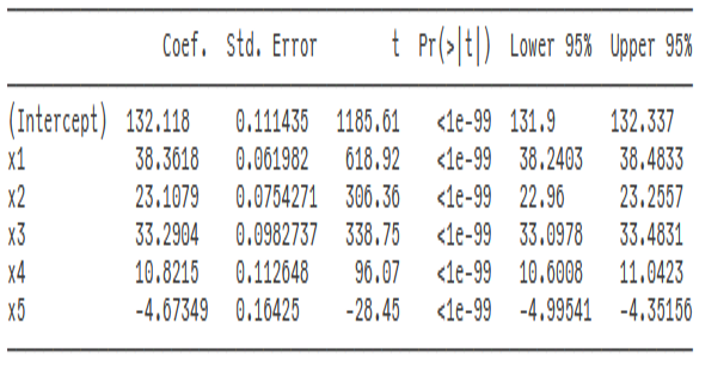 Coef. Std. Error t Pr(>|t|) Lower 95% Upper 95%
(Intercept) 132.118 0.111435 1185.61 <1e-99 131.9 132.337
x1 38.3618 0.061982 618.92 <1e-99 38.2403 38.4833
x2 23.1079 0.0754271 306.36 <1e-99 22.96 23.2557
x3 33.2904 0.0982737 338.75 <1e-99 33.0978 33.4831
x4 10.8215 0.112648 96.07 <1e-99 10.6008 11.0423
x5 -4.67349 0.16425 -28.45 <1e-99 -4.99541 -4.35156